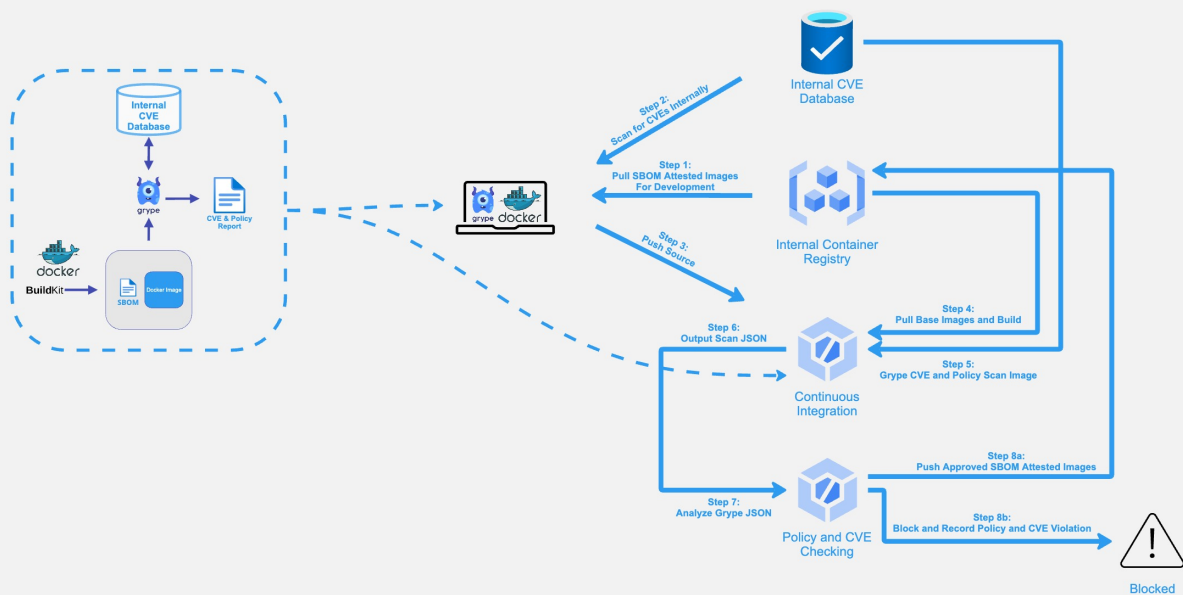 Internal
CVE
Database
grype
CVE & Policy
Report
docker
BuildKit
SBOM
Docker Image
grype
docker
Internal CVE
Database
Step 2:
Scan for CVEs Internally
Step 1:
Pull SBOM Attested Images
For Development
Internal Container
Registry
Step 3:
Push Source
Step 4:
Pull Base Images and Build
Step 5:
Grype CVE and Policy Scan Image
Step 6:
Output Scan JSON
Continuous
Integration
Step 7:
Analyze Grype JSON
Policy and CVE
Checking
Step 8a:
Push Approved SBOM Attested Images
Step 8b:
Block and Record Policy and CVE Violation
Blocked